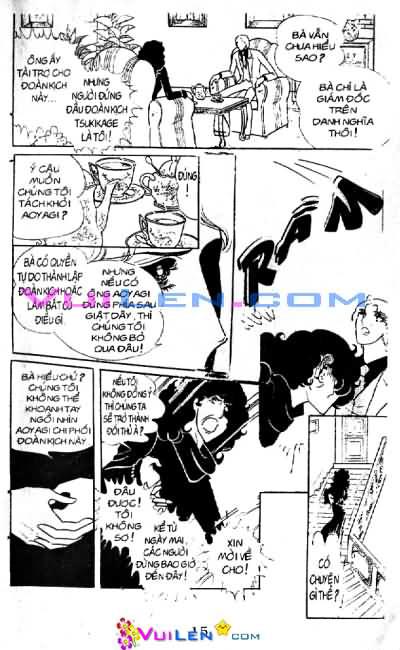 BÀ VẪN
CHƯA HIỂU
SAO?
ÔNG ẤY
TÀI TRỢ CHO
ĐOÀN KỊCH
NÀY...
NHƯNG
NGƯỜI ĐỨNG
ĐẦU ĐOÀN KỊCH
TSUKKAGE
LÀ TÔI!
BÀ CHỈ LÀ
GIÁM ĐỐC
TRÊN
DANH NGHĨA
THÔI!
Ý CẬU
MUỐN
CHÚNG TÔI
TÁCH KHỎI
AOYAGI?
ĐÚNG!
BÀ CÓ QUYỀN
TỰ DO THÀNH LẬP
ĐOÀN KỊCH HOẶC
LÀM BẤT CỨ
ĐIỀU GÌ
NHƯNG
NẾU CÓ
ÔNG AOYAGI
ĐỨNG PHÍA SAU
GIẬT DÂY, THÌ
CHÚNG TÔI
KHÔNG BỎ
QUA ĐÂU!
RẦM
VUILEN.COM
BÀ HIỂU CHỨ?
CHÚNG TÔI
KHÔNG THỂ
KHOANH TAY
NGỒI NHÌN
AOYAGI CHI PHỐI
ĐOÀN KỊCH NÀY
NẾU TÔI
KHÔNG ĐỒNG Ý
THÌ CHÚNG TA
SẼ TRỞ THÀNH
ĐỐI THỦ À?
ĐÂU
ĐƯỢC!
TÔI
KHÔNG
SỢ!
KỂ TỪ
NGÀY MAI
CÁC NGƯỜI
ĐỪNG BAO GIỜ
ĐẾN ĐÂY!
XIN
MỜI VỀ
CHO!
CÓ
CHUYỆN
GÌ THẾ?
15
VUILEN.COM